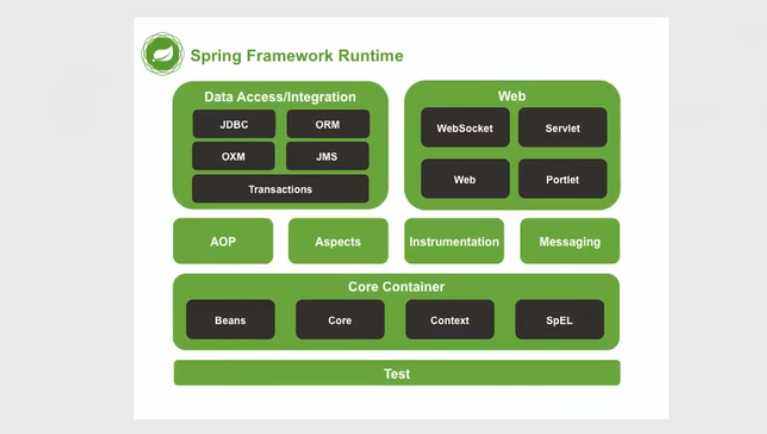 Spring Framework Runtime
Data Access/Integration
JDBC
ORM
OXM
JMS
Transactions
Web
WebSocket
Servlet
Web
Portlet
AOP
Aspects
Instrumentation
Messaging
Core Container
Beans
Core
Context
SpEL
Test